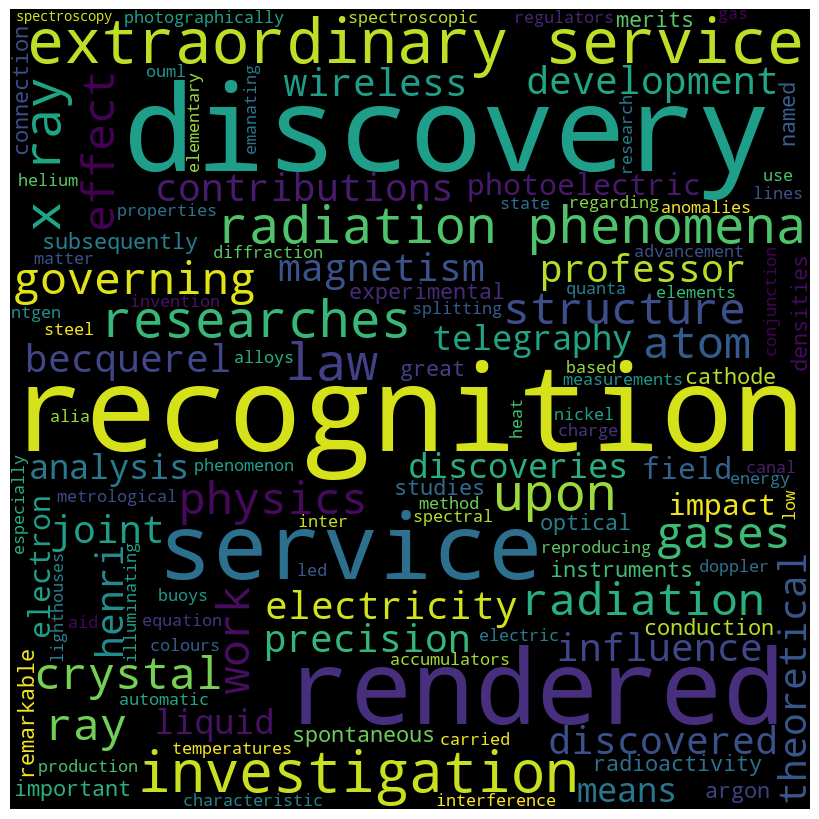 spectroscopy
photographically
spectroscopic
regulators
merits
gas
extraordinary service
connection
x ray
effect
ouml
elementary
emanating
wireless
development
named
discovery
research
helium
contributions
photoelectric
use
lines
properties
state
regarding
anomalies
radiation phenomena
subsequently
diffraction
advancement
matter
governing
magnetism
professor
invention
experimental
quanta
elements
conjunction
densities
ntgen
steel
researches
splitting
structure
telegraphy
atom
becquerel
alloys
law
great
based
measurements
cathode
recognition
alia
heat
nickel
charge
especially
analysis
phenomenon
discoveries
field
canal
energy
low
metrological
physics
studies
method
spectral
upon
impact
inter
optical
joint
electron
henri
lighthouses
illuminating
service
reproducing
gases
led
instruments
doppler
theoretical
buoys
work
electricity
radiation
aid
equation
precision
electric
conduction
influence
colours
remarkable
crystal
accumulators
rendered
automatic
ray
liquid
spontaneous
carried
discovered
temperatures
production
investigation
radioactivity
important
means
argon
characteristic
interference